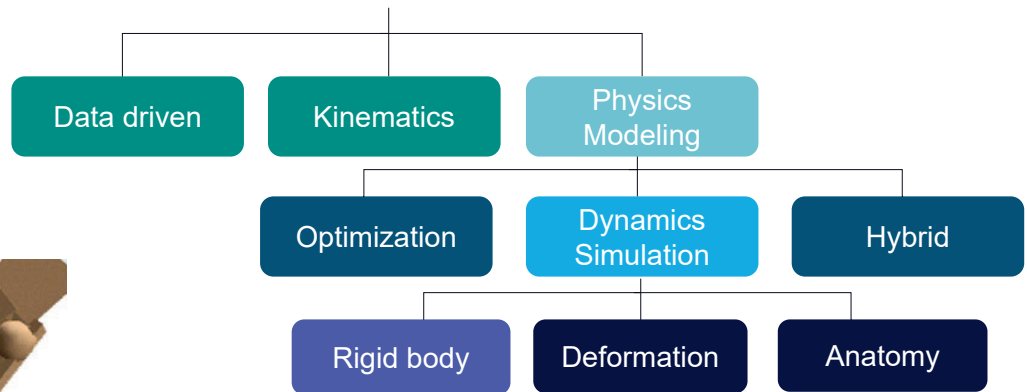 Data driven
Kinematics
Physics
Modeling
Optimization
Dynamics
Simulation
Hybrid
Rigid body
Deformation
Anatomy